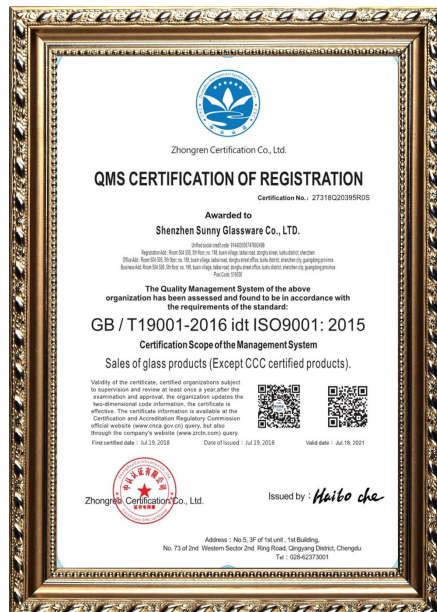 Zhongren Certification Co., Ltd.
QMS CERTIFICATION OF REGISTRATION
Certification No.: 27318Q20395R0S
Awarded to
Shenzhen Sunny Glassware Co., LTD.
The Quality Management System of the above
organization has been assessed and found to be in accordance with
the requirements of the standard:
GB / T19001-2016 idt ISO9001: 2015
Certification Scope of the Management System
Sales of glass products (Except CCC certified products).
Validity of the certificate, certified organizations subject
to supervision and review at least once a year,after the
examination and approval, the organization updates the
two-dimensional code information, the certificate is
effective. The certificate information is available at the
Certification and Accreditation Regulatory Commission
official website (www.cnca.gov.cn) query, but also
through the company's website (www.zrcln.com) query.
First certified date : Jul.19, 2018
Date of Issued : Jul.19, 2018
Valid date : Jul.18, 2021
Zhongren Certification Co., Ltd.
Issued by : Haibo che
Address : No.5, 3F of 1st unit , 1st Building,
No. 73 of 2nd Western Sector 2nd Ring Road, Qingyang District, Chengdu
Tel : 028-62373001